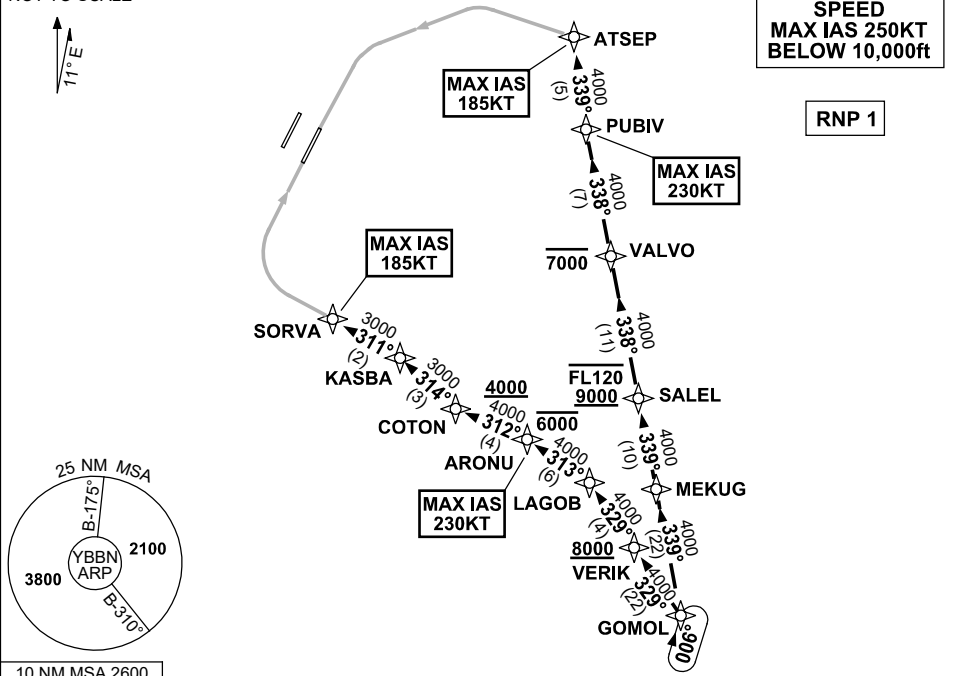 NOT TO SCALE
11° E
SPEED
MAX IAS 250KT
BELOW 10,000ft
RNP 1
ATSEP
MAX IAS
185KT
4000
339°
(5)
PUBIV
MAX IAS
230KT
4000
338°
(7)
VALVO
7000
4000
338°
(11)
FL120
9000
SALEL
4000
339°
(10)
MEKUG
4000
339°
(22)
MAX IAS
185KT
SORVA
3000
311°
(2)
KASBA
3000
314°
(3)
COTON
4000
4000
312°
(4)
6000
ARONU
MAX IAS
230KT
4000
313°
(6)
LAGOB
4000
329°
(4)
8000
VERIK
4000
329°
(22)
GOMOL
006°
25 NM MSA
B-175°
YBBN
ARP
2100
3800
B-310°
10 NM MSA 2600